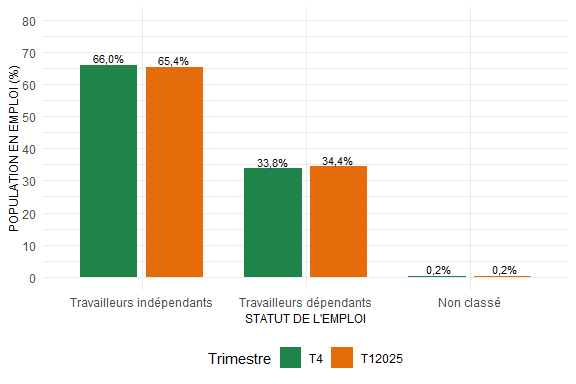 POPULATION EN EMPLOI (%)
80
70
60
50
40
30
20
10
0
66,0%
65,4%
33,8%
34,4%
0,2%
0,2%
Travailleurs indépendants
Travailleurs dépendants
Non classé
STATUT DE L'EMPLOI
Trimestre
T4
T12025